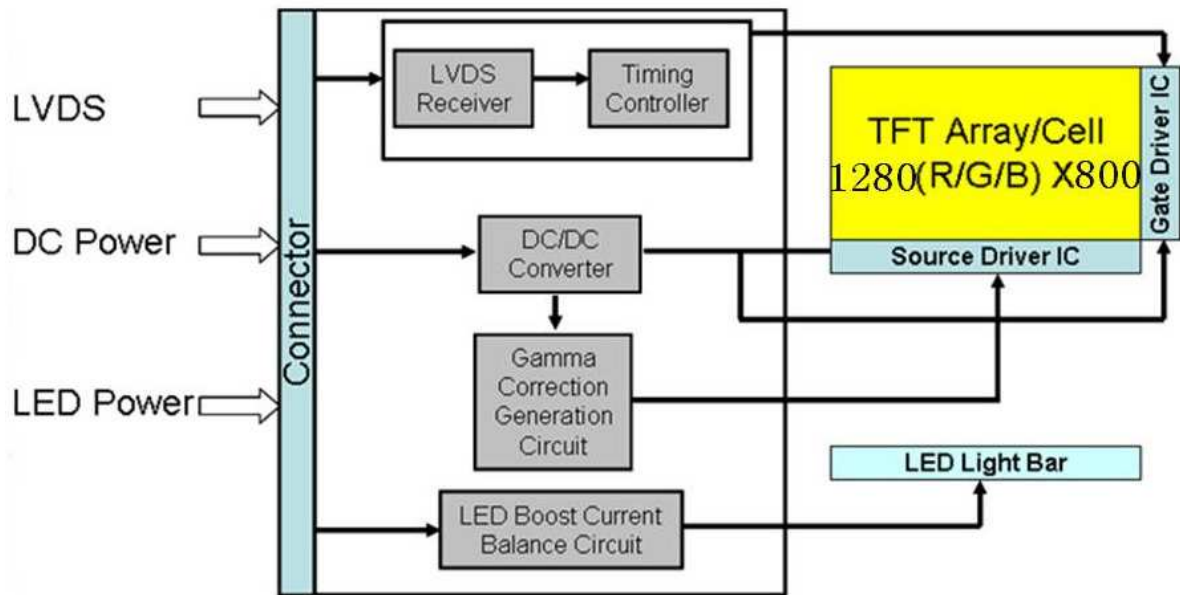 LVDS
DC Power
LED Power
Connector
LVDS
Receiver
Timing
Controller
DC/DC
Converter
Gamma
Correction
Generation
Circuit
LED Boost Current
Balance Circuit
TFT Array/Cell
1280(R/G/B) X800
Gate Driver IC
Source Driver IC
LED Light Bar